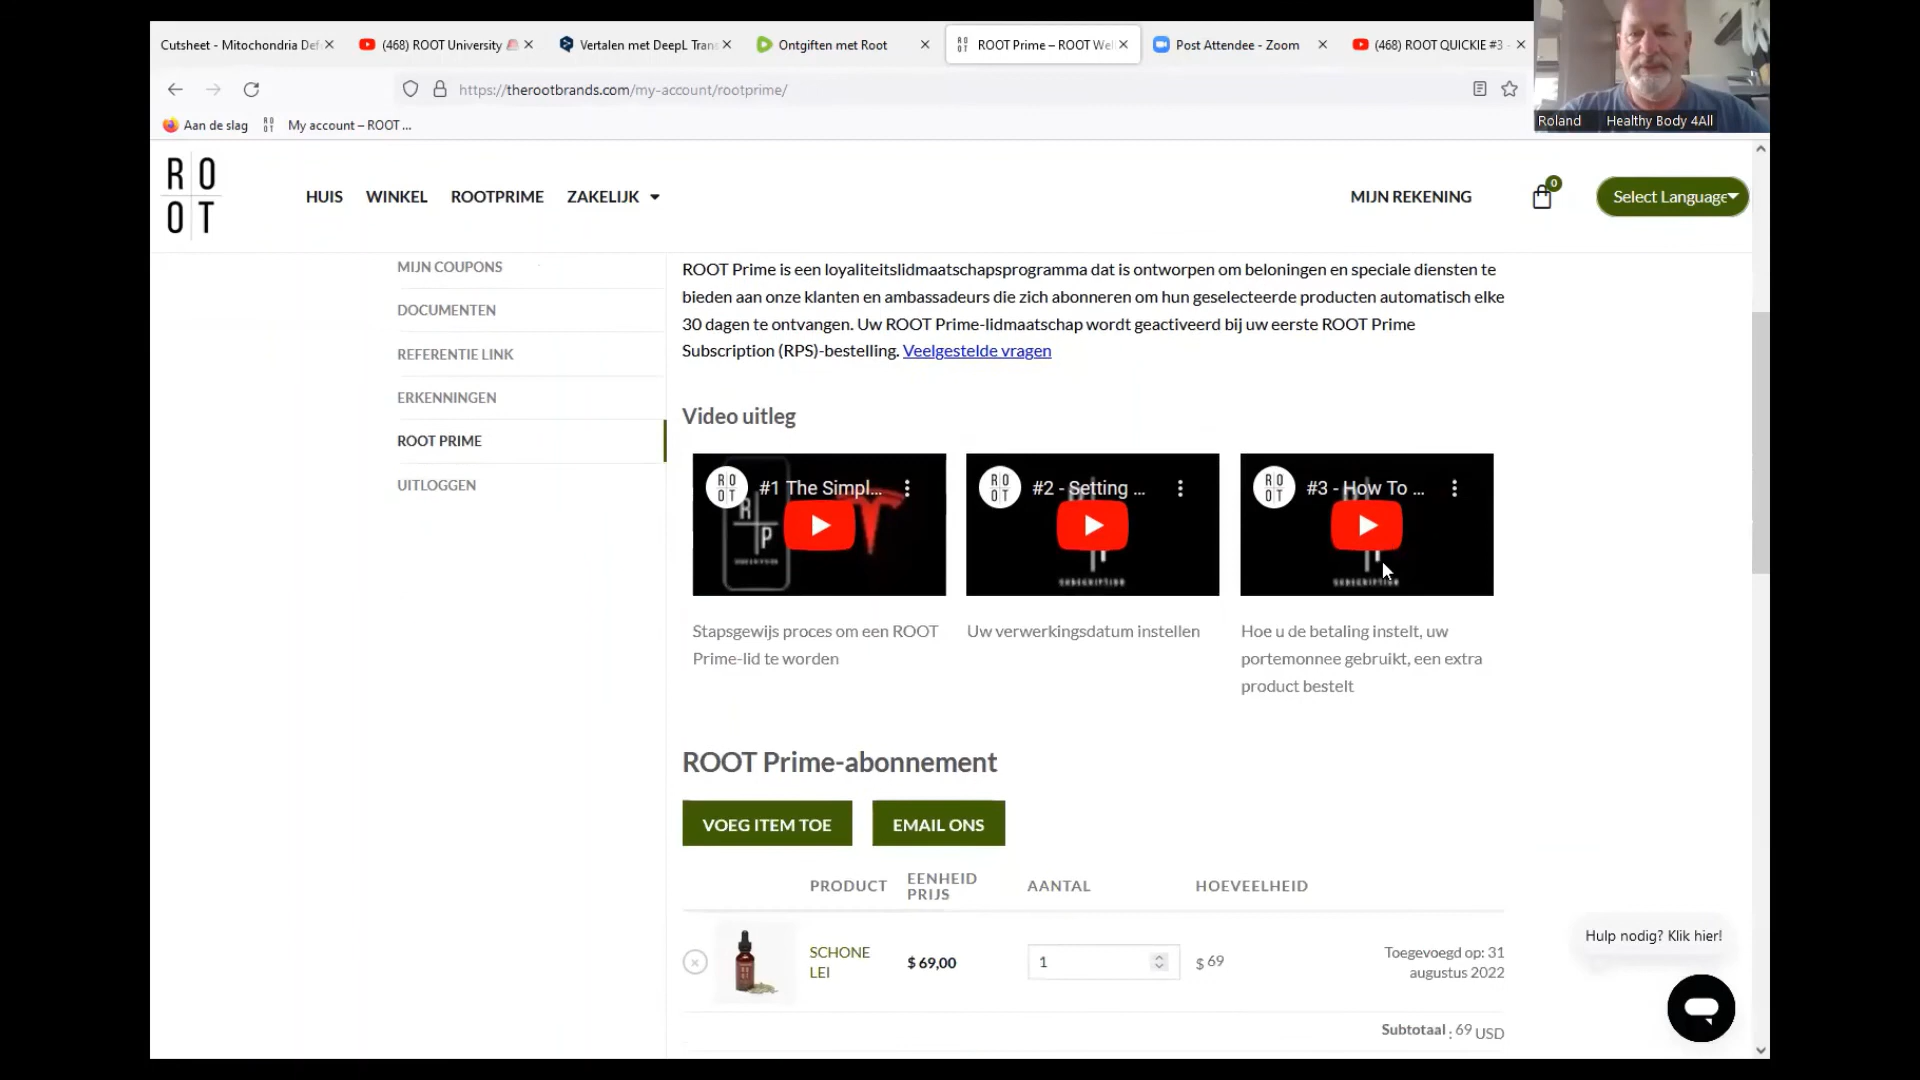 Cutsheet - Mitochondria Def
(468) ROOT University
Vertalen met DeepL Tran
Ontgiften met Root
ROOT Prime – ROOT Wel
Post Attendee - Zoom
(468) ROOT QUICKIE #3 -
https://therootbrands.com/my-account/rootprime/
Roland Healthy Body 4All
Aan de slag
My account – ROOT ...
R O
O T
HUIS
WINKEL
ROOTPRIME
ZAKELIJK
MIJN REKENING
0
Select Language
MIJN COUPONS
DOCUMENTEN
REFERENTIE LINK
ERKENNINGEN
ROOT PRIME
UITLOGGEN
ROOT Prime is een loyaliteitslidmaatschapsprogramma dat is ontworpen om beloningen en speciale diensten te
bieden aan onze klanten en ambassadeurs die zich abonneren om hun geselecteerde producten automatisch elke
30 dagen te ontvangen. Uw ROOT Prime-lidmaatschap wordt geactiveerd bij uw eerste ROOT Prime
Subscription (RPS)-bestelling. Veelgestelde vragen
Video uitleg
#1 The Simpl...
#2 - Setting ...
#3 - How To ...
SUBSCRIPTION
SUBSCRIPTION
Stapsgewijs proces om een ROOT
Prime-lid te worden
Uw verwerkingsdatum instellen
Hoe u de betaling instelt, uw
portemonnee gebruikt, een extra
product bestelt
ROOT Prime-abonnement
VOEG ITEM TOE
EMAIL ONS
PRODUCT
EENHEID
PRIJS
AANTAL
HOEVEELHEID
SCHONE
LEI
$ 69,00
1
$ 69
Toegevoegd op: 31
augustus 2022
Subtotaal : 69 USD
Hulp nodig? Klik hier!